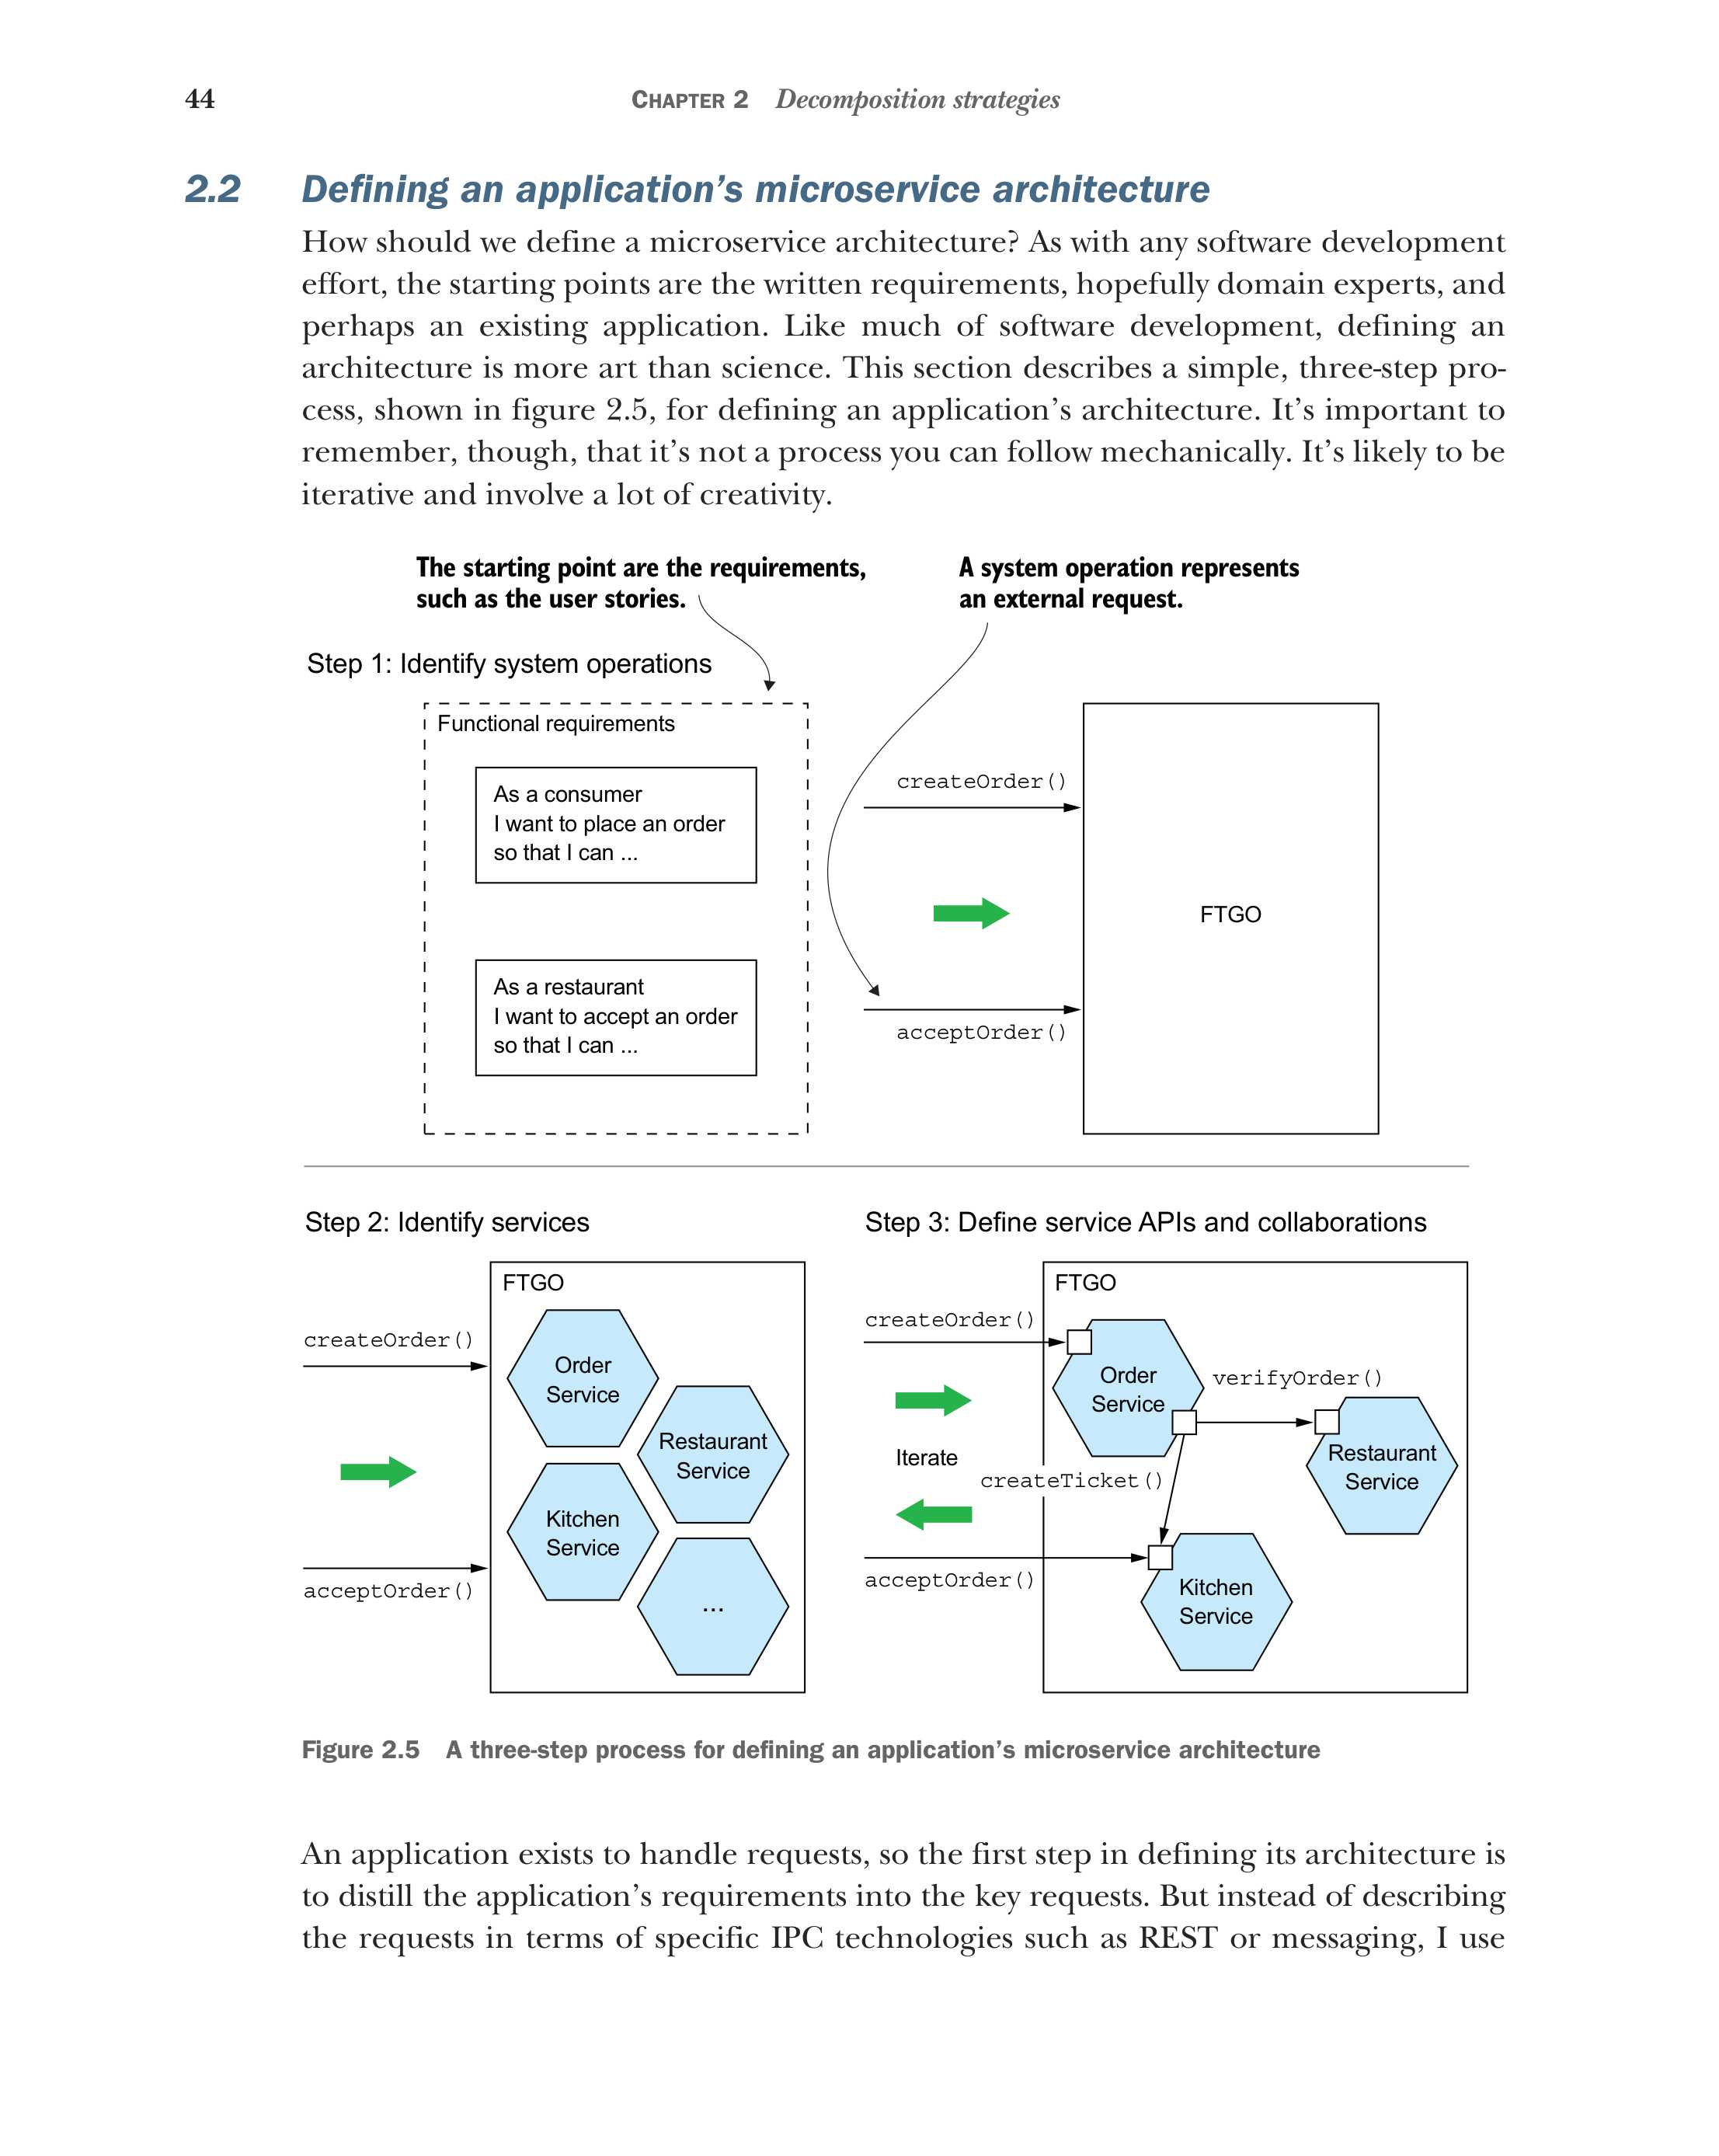 44
CHAPTER 2 Decomposition strategies
2.2 Defining an application’s microservice architecture
How should we define a microservice architecture? As with any software development
effort, the starting points are the written requirements, hopefully domain experts, and
perhaps an existing application. Like much of software development, defining an
architecture is more art than science. This section describes a simple, three-step pro-
cess, shown in figure 2.5, for defining an application’s architecture. It’s important to
remember, though, that it’s not a process you can follow mechanically. It’s likely to be
iterative and involve a lot of creativity.
The starting point are the requirements,
such as the user stories.
A system operation represents
an external request.
Step 1: Identify system operations
Functional requirements
As a consumer
I want to place an order
so that I can ...
As a restaurant
I want to accept an order
so that I can ...
createOrder()
acceptOrder()
FTGO
Step 2: Identify services
createOrder()
acceptOrder()
FTGO
Order
Service
Restaurant
Service
Kitchen
Service
...
Step 3: Define service APIs and collaborations
createOrder()
Iterate
acceptOrder()
FTGO
Order
Service
verifyOrder()
createTicket()
Restaurant
Service
Kitchen
Service
Figure 2.5 A three-step process for defining an application’s microservice architecture
An application exists to handle requests, so the first step in defining its architecture is
to distill the application’s requirements into the key requests. But instead of describing
the requests in terms of specific IPC technologies such as REST or messaging, I use